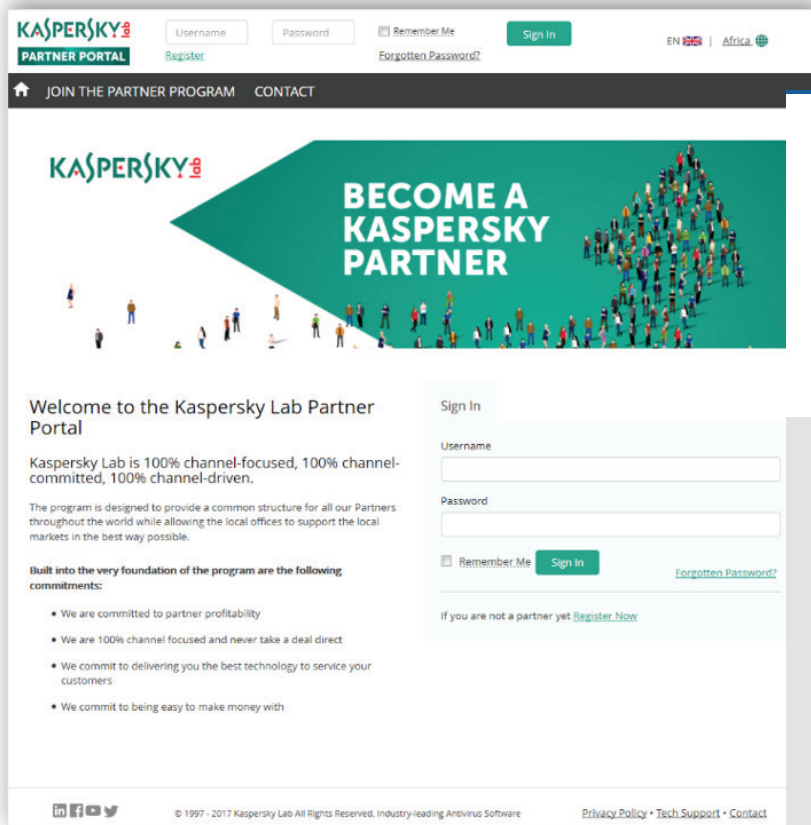 KASPERSKY lab
PARTNER PORTAL
Username
Password
Remember Me
Sign In
Register
Forgotten Password?
EN | Africa
JOIN THE PARTNER PROGRAM CONTACT
KASPERSKY lab
BECOME A
KASPERSKY
PARTNER
Welcome to the Kaspersky Lab Partner
Portal
Kaspersky Lab is 100% channel-focused, 100% channel-
committed, 100% channel-driven.
The program is designed to provide a common structure for all our Partners
throughout the world while allowing the local offices to support the local
markets in the best way possible.
Built into the very foundation of the program are the following
commitments:
• We are committed to partner profitability
• We are 100% channel focused and never take a deal direct
• We commit to delivering you the best technology to service your
customers
• We commit to being easy to make money with
Sign In
Username
Password
Remember Me
Sign In
Forgotten Password?
If you are not a partner yet Register Now
© 1997 - 2017 Kaspersky Lab All Rights Reserved. Industry-leading Antivirus Software
Privacy Policy • Tech Support • Contact